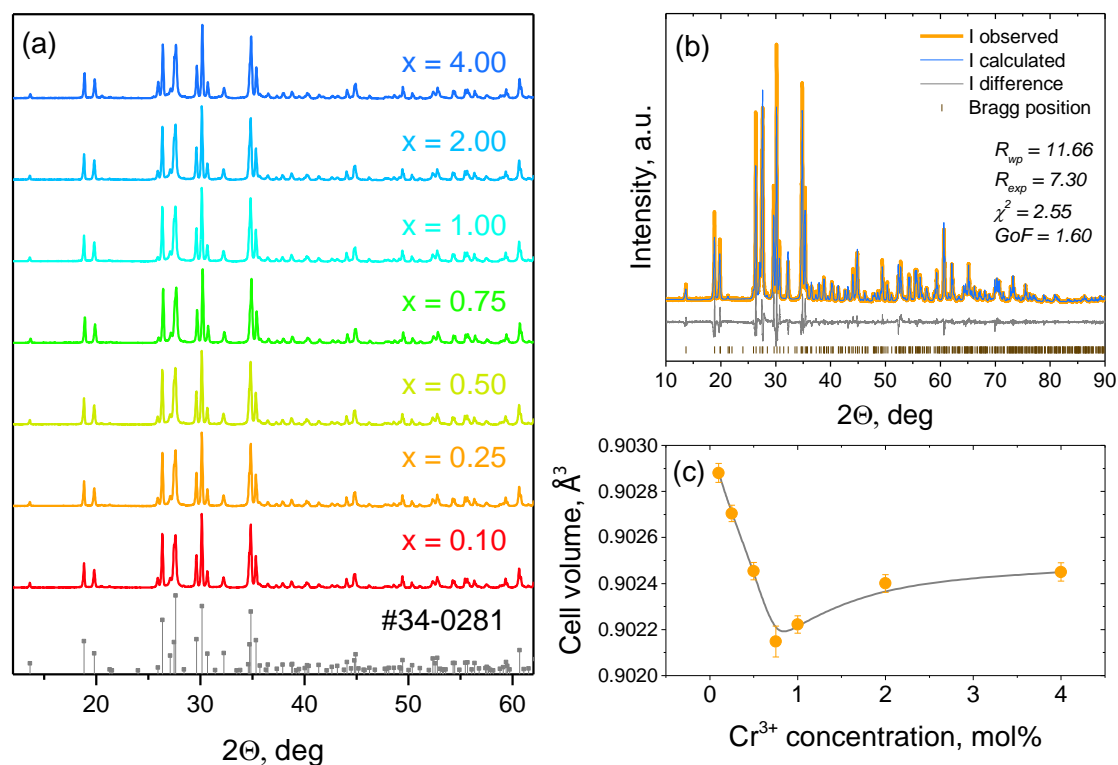 (a)
x = 4.00
x = 2.00
x = 1.00
x = 0.75
x = 0.50
x = 0.25
x = 0.10
#34-0281
20 30 40 50 60
2Θ, deg
(b)
I observed
I calculated
I difference
Bragg position
Rwp = 11.66
Rexp = 7.30
χ² = 2.55
GoF = 1.60
Intensity, a.u.
10 20 30 40 50 60 70 80 90
2Θ, deg
(c)
0.9030
0.9028
0.9026
0.9024
0.9022
0.9020
Cell volume, Å³
0 1 2 3 4
Cr³⁺ concentration, mol%